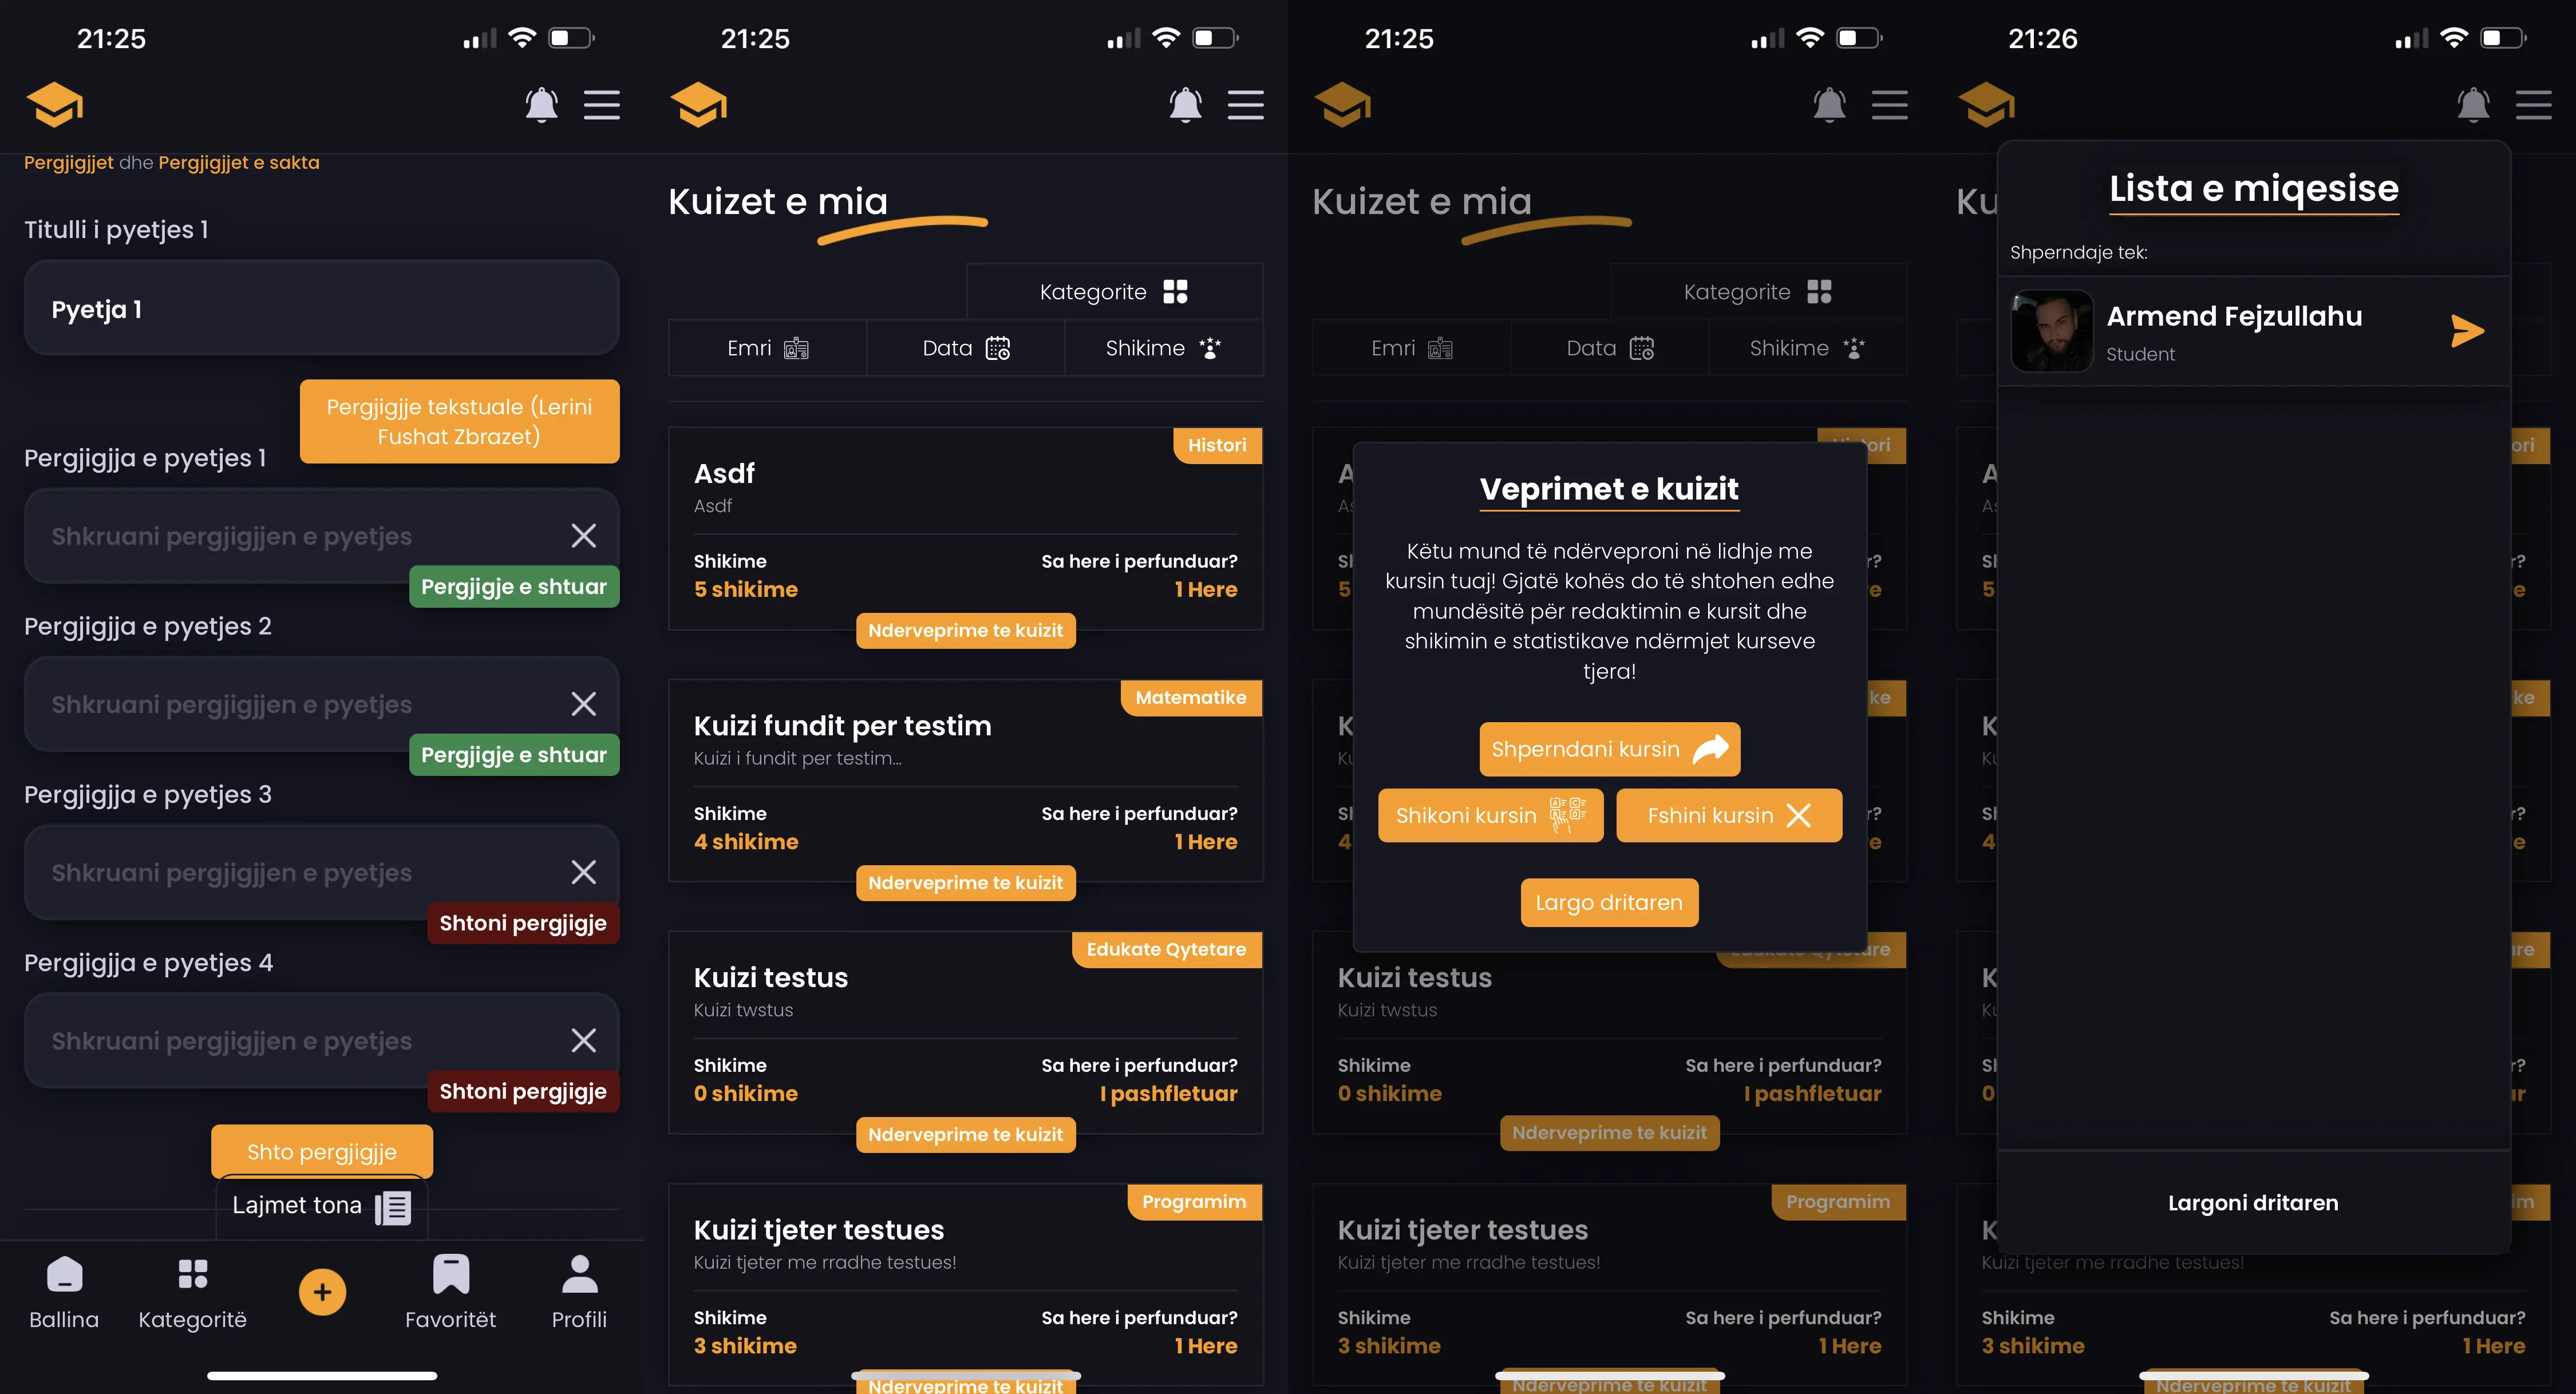 21:25
Pergjigjjet dhe Pergjigjjet e sakta
Titulli i pyetjes 1
Pyetja 1
Pergjigjje tekstuale (Lerini
Fushat Zbrazet)
Pergjigjja e pyetjes 1
Shkruani pergjigjjen e pyetjes
Pergjigje e shtuar
Pergjigjja e pyetjes 2
Shkruani pergjigjjen e pyetjes
Pergjigje e shtuar
Pergjigjja e pyetjes 3
Shkruani pergjigjjen e pyetjes
Shtoni pergjigje
Pergjigjja e pyetjes 4
Shkruani pergjigjjen e pyetjes
Shtoni pergjigje
Shto pergjigjje
Lajmet tona
Ballina
Kategoritë
Favoritët
Profili
21:25
Kuizet e mia
Kategorite
Emri
Data
Shikime
Histori
Asdf
Asdf
Shikime
Sa here i perfunduar?
5 shikime
1 Here
Nderveprime te kuizit
Matematike
Kuizi fundit per testim
Kuizi i fundit per testim...
Shikime
Sa here i perfunduar?
4 shikime
1 Here
Nderveprime te kuizit
Edukate Qytetare
Kuizi testus
Kuizi twstus
Shikime
Sa here i perfunduar?
0 shikime
I pashfletuar
Nderveprime te kuizit
Programim
Kuizi tjeter testues
Kuizi tjeter me rradhe testues!
Shikime
Sa here i perfunduar?
3 shikime
1 Here
Nderveprime te kuizit
21:25
Kuizet e mia
Kategorite
Emri
Data
Shikime
Veprimet e kuizit
Këtu mund të ndërveproni në lidhje me
kursin tuaj! Gjatë kohës do të shtohen edhe
mundësitë për redaktimin e kursit dhe
shikimin e statistikave ndërmjet kurseve
tjera!
Shperndani kursin
Shikoni kursin
Fshini kursin
Largo dritaren
Edukate Qytetare
Kuizi testus
Kuizi twstus
Shikime
Sa here i perfunduar?
0 shikime
I pashfletuar
Nderveprime te kuizit
Programim
Kuizi tjeter testues
Kuizi tjeter me rradhe testues!
Shikime
Sa here i perfunduar?
3 shikime
1 Here
Nderveprime te kuizit
21:26
Lista e miqesise
Shperndaje tek:
Armend Fejzullahu
Student
Largoni dritaren
Kuizi tjeter me rradhe testues!
Shikime
Sa here i perfunduar?
3 shikime
1 Here
Nderveprime te kuizit